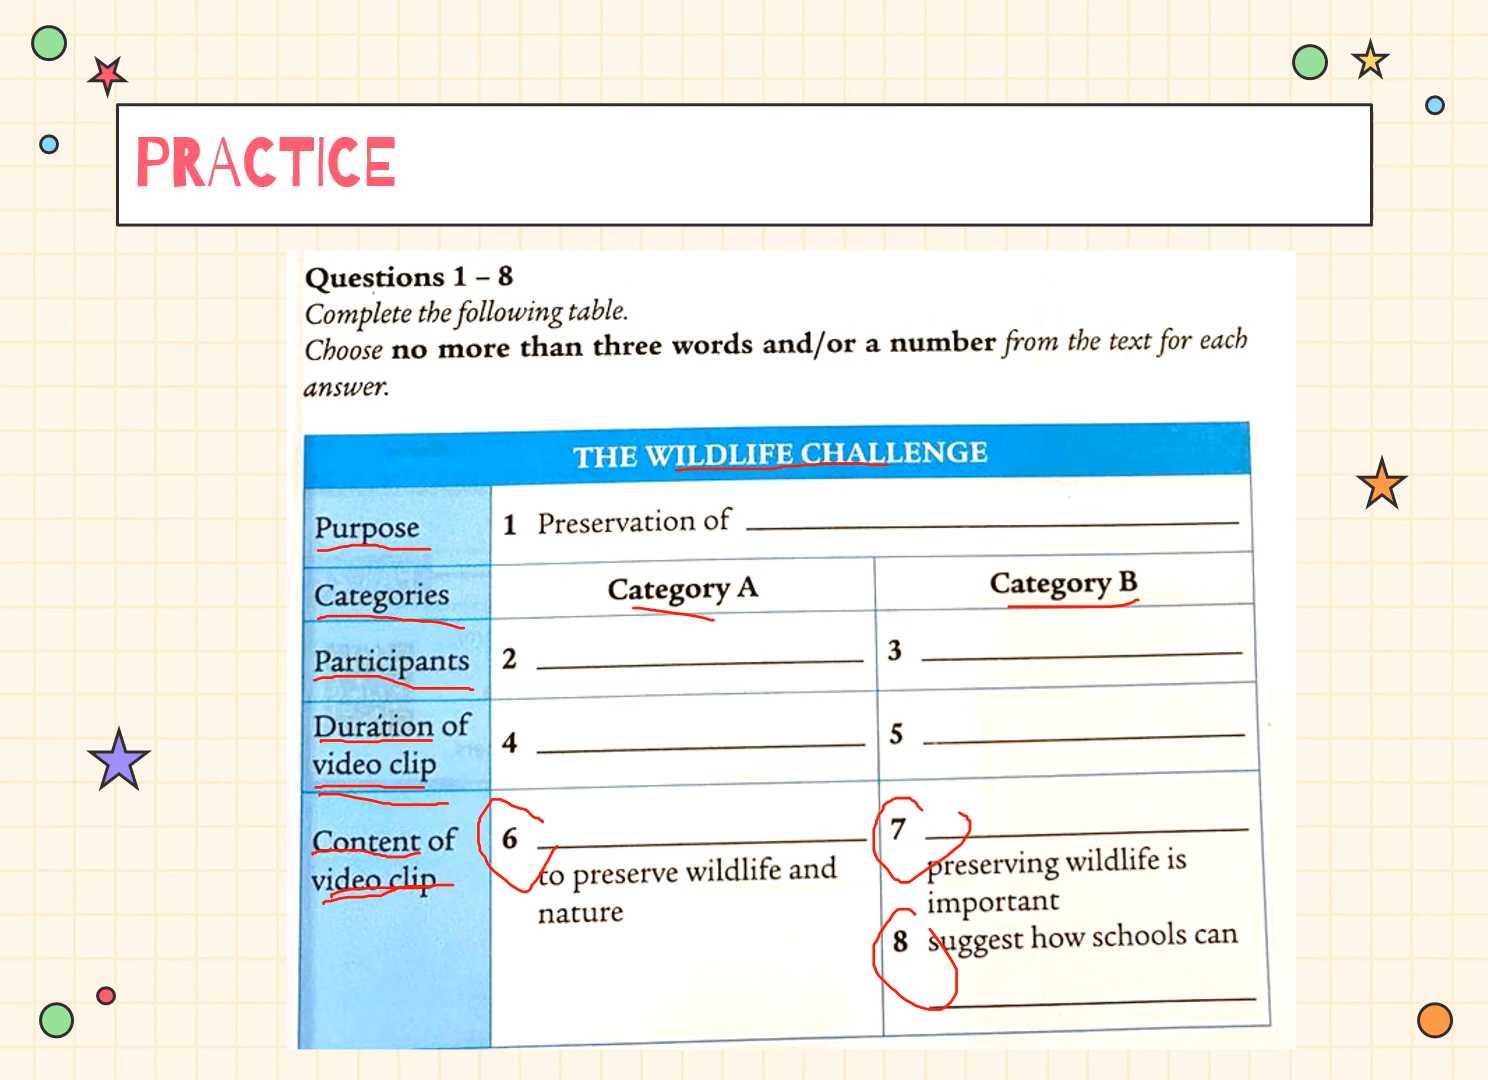 PRACTICE
Questions 1 – 8
Complete the following table.
Choose no more than three words and/or a number from the text for each
answer.
THE WILDLIFE CHALLENGE
Purpose
1 Preservation of
Categories
Category A
Category B
Participants
2
3
Duration of
video clip
4
5
Content of
video clip
6
to preserve wildlife and
nature
7
preserving wildlife is
important
8 suggest how schools can